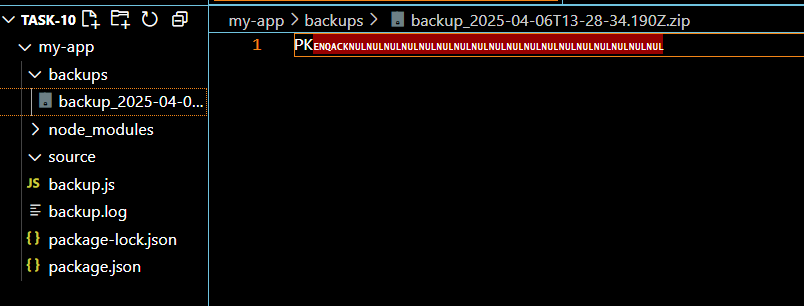 TASK-10
my-app
backups
backup_2025-04-0...
node_modules
source
JS backup.js
backup.log
{} package-lock.json
{} package.json
my-app > backups > backup_2025-04-06T13-28-34.190Z.zip
1 PKENQACKNULNULNULNULNULNULNULNULNULNULNULNULNULNULNULNULNULNUL